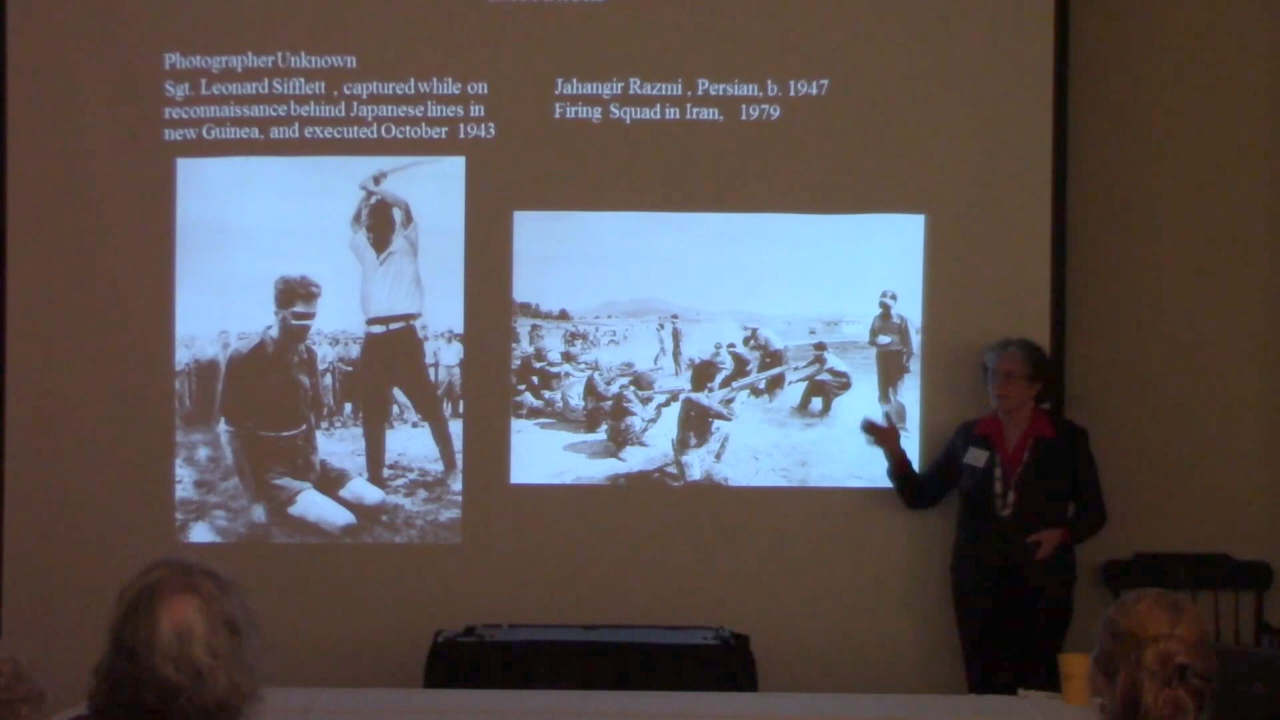 Photographer Unknown
Sgt. Leonard Sifflett , captured while on
reconnaissance behind Japanese lines in
new Guinea, and executed October 1943
Jahangir Razmi , Persian, b. 1947
Firing Squad in Iran, 1979